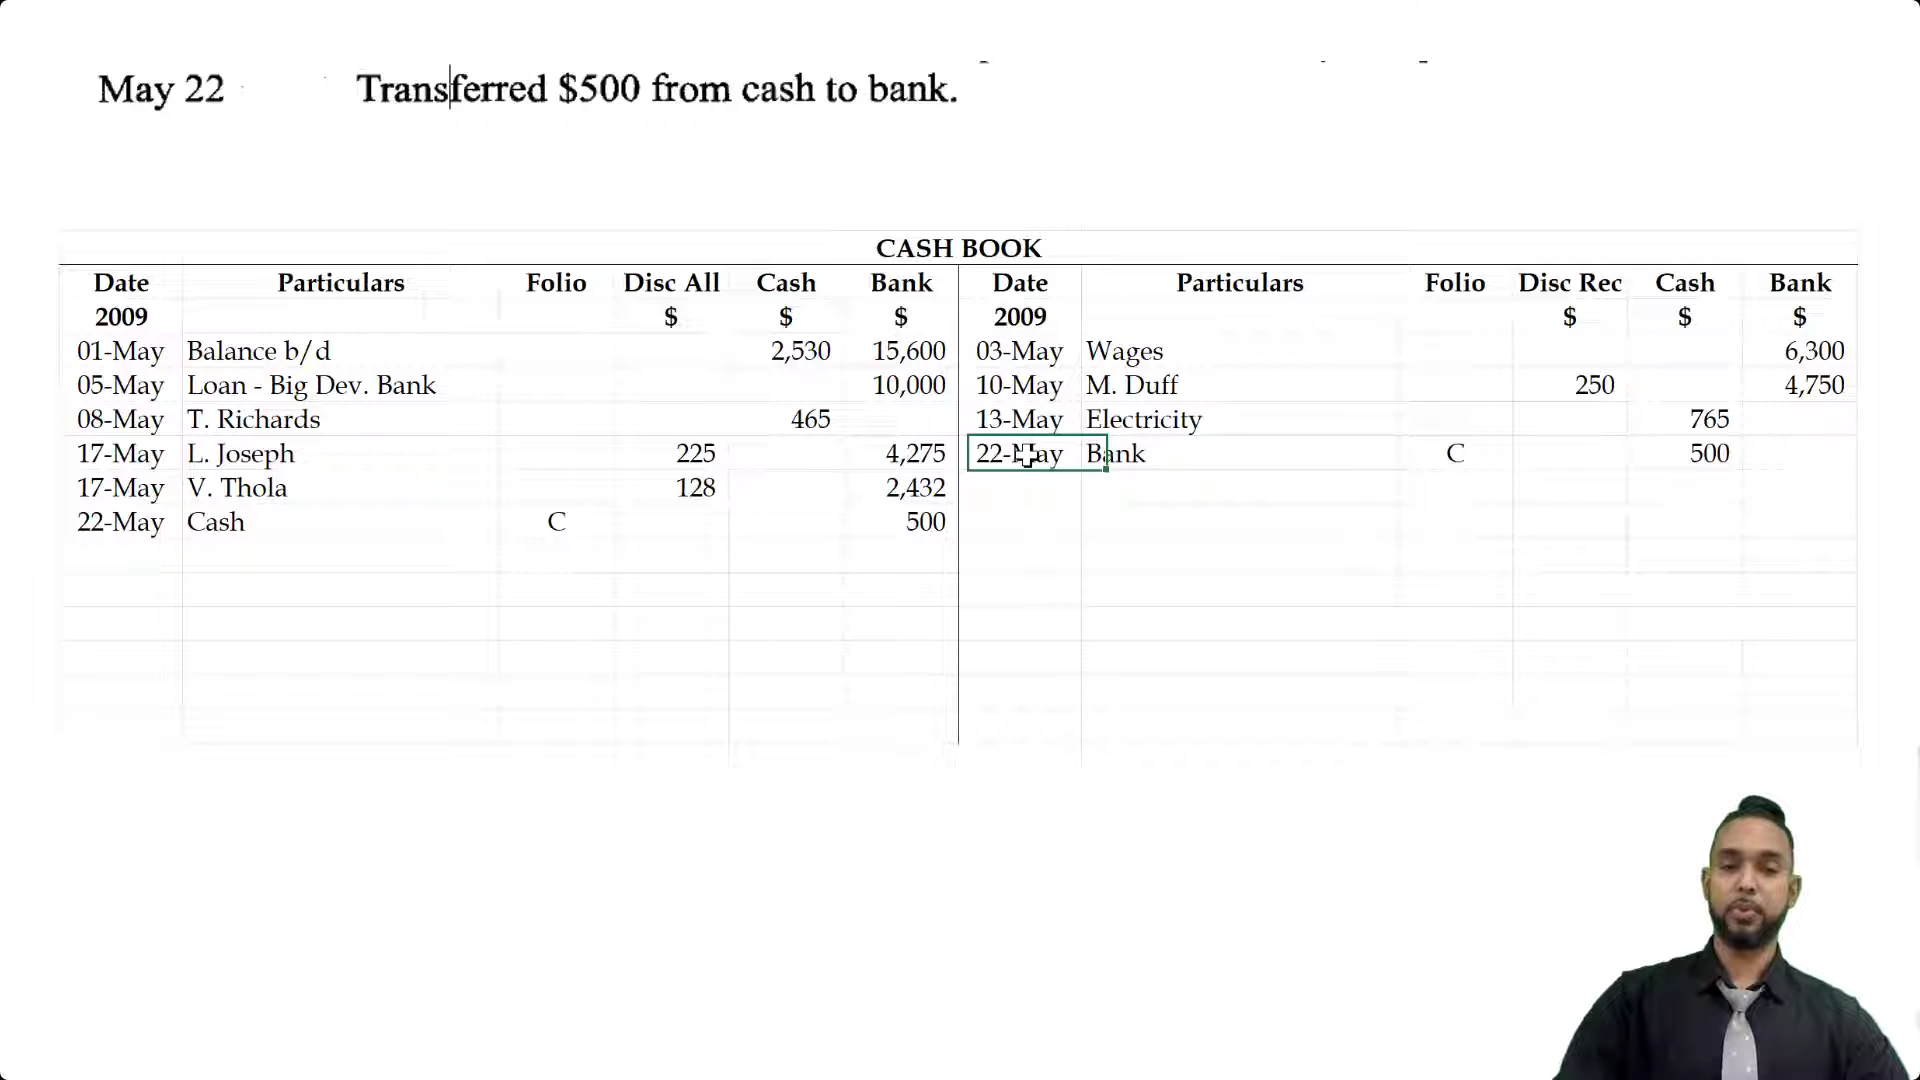 May 22 Transferred $500 from cash to bank.
CASH BOOK
Date Particulars Folio Disc All Cash Bank Date Particulars Folio Disc Rec Cash Bank
2009 $ $ $ 2009 $ $ $
01-May Balance b/d 2,530 15,600 03-May Wages 6,300
05-May Loan - Big Dev. Bank 10,000 10-May M. Duff 250 4,750
08-May T. Richards 465 13-May Electricity 765
17-May L. Joseph 225 4,275 22-May Bank C 500
17-May V. Thola 128 2,432
22-May Cash C 500